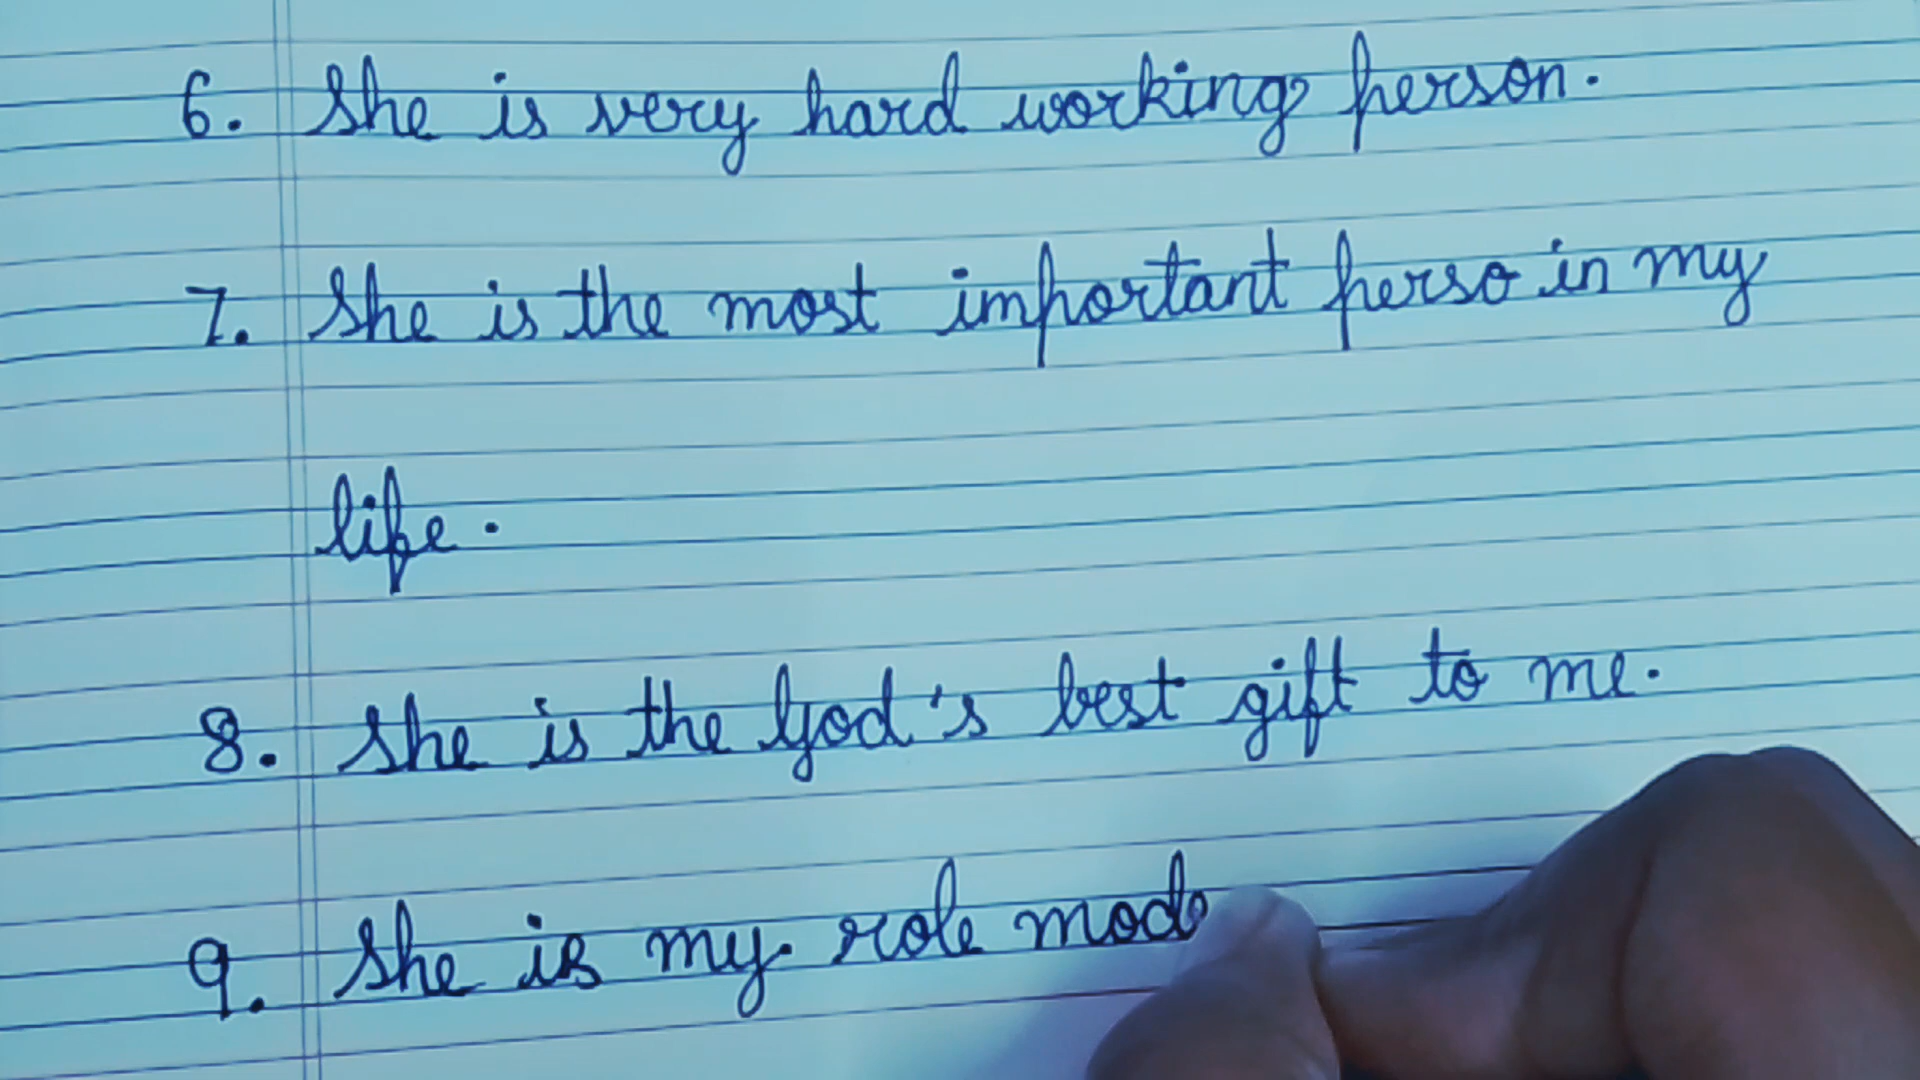 6. She is very hard working person.
7. She is the most important perso in my
life.
8. She is the God's best gift to me.
9. She is my role mode